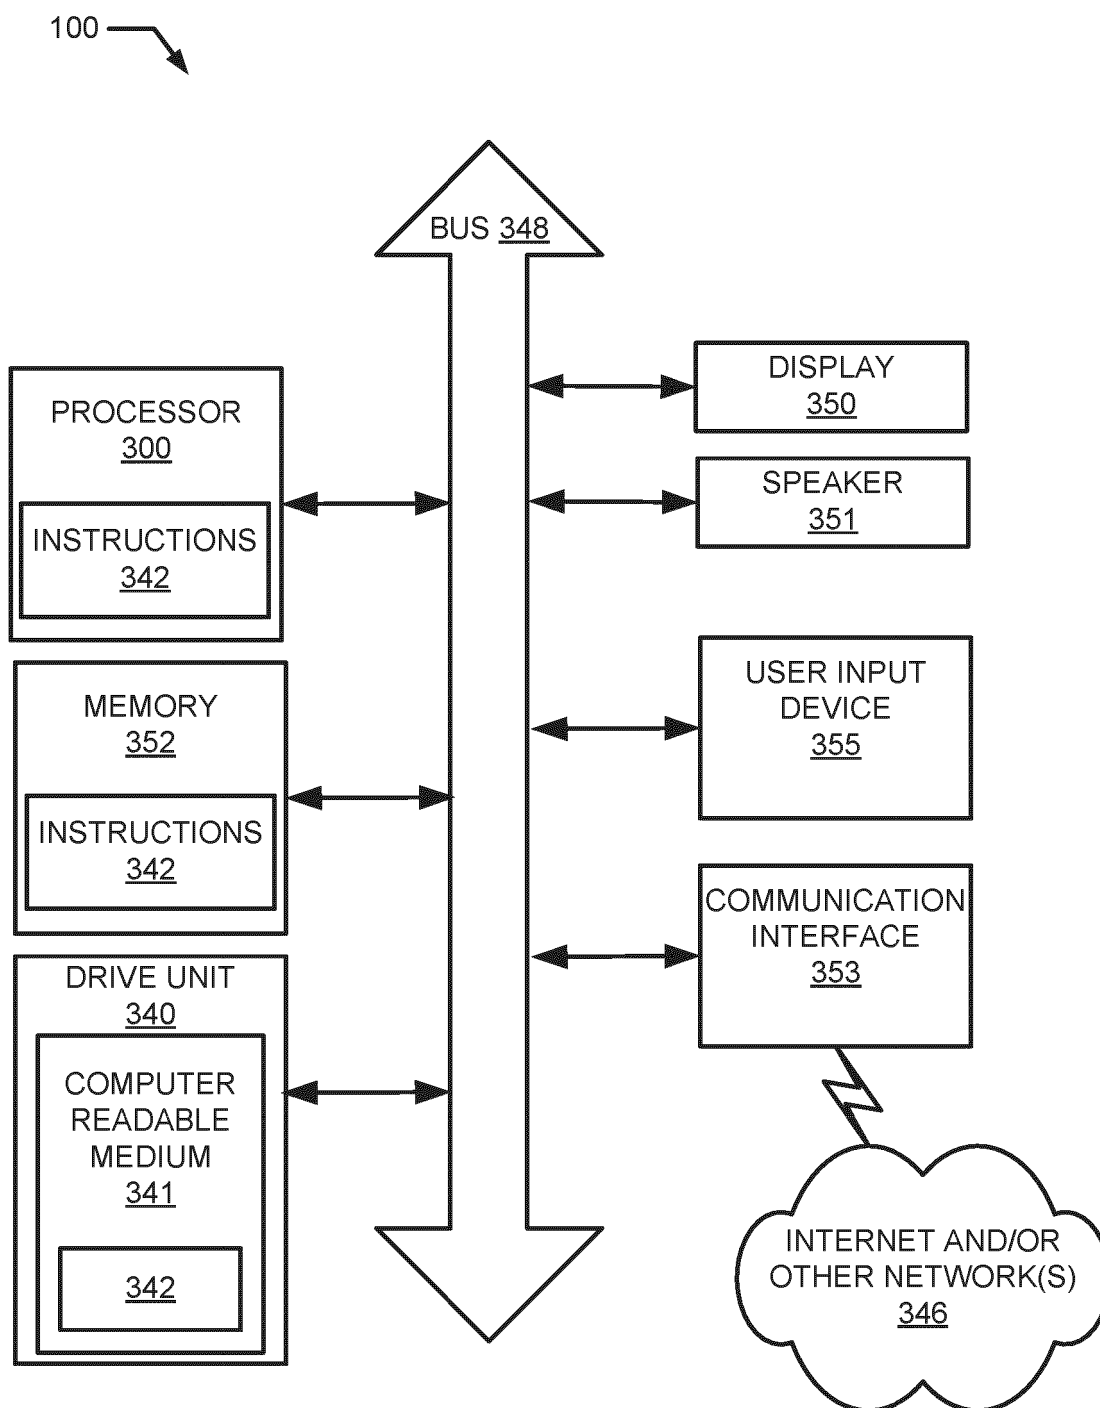 100
BUS 348
PROCESSOR
300
INSTRUCTIONS
342
MEMORY
352
INSTRUCTIONS
342
DRIVE UNIT
340
COMPUTER
READABLE
MEDIUM
341
342
DISPLAY
350
SPEAKER
351
USER INPUT
DEVICE
355
COMMUNICATION
INTERFACE
353
INTERNET AND/OR
OTHER NETWORK(S)
346